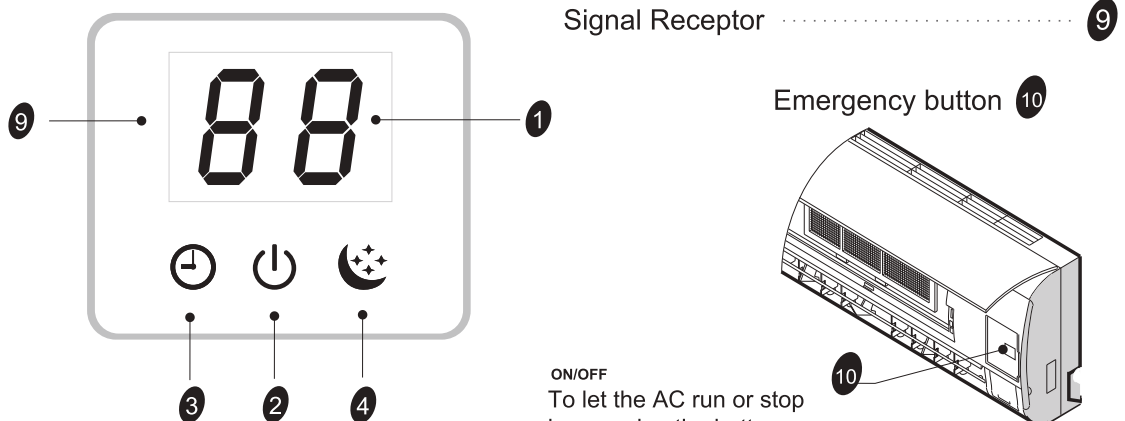 Signal Receptor 9
Emergency button 10
88
9
1
3
2
4
10
ON/OFF
To let the AC run or stop